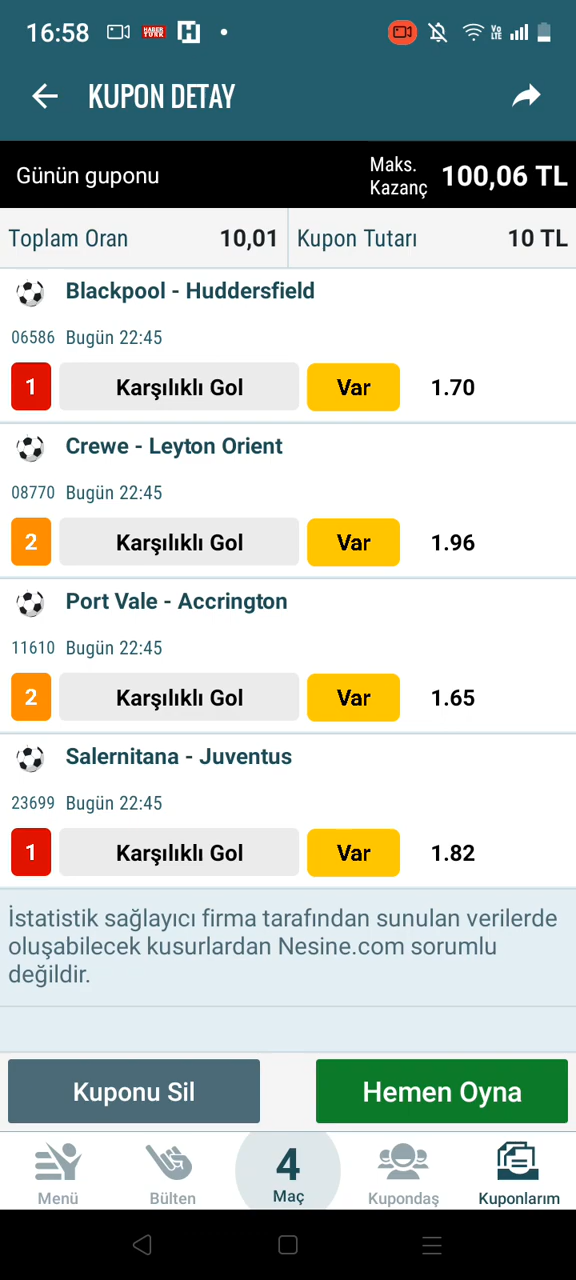 16:58 HABER TÜRK H VO LTE
KUPON DETAY
Günün guponu Maks. Kazanç 100,06 TL
Toplam Oran 10,01 Kupon Tutarı 10 TL
Blackpool - Huddersfield
06586 Bugün 22:45
1 Karşılıklı Gol Var 1.70
Crewe - Leyton Orient
08770 Bugün 22:45
2 Karşılıklı Gol Var 1.96
Port Vale - Accrington
11610 Bugün 22:45
2 Karşılıklı Gol Var 1.65
Salernitana - Juventus
23699 Bugün 22:45
1 Karşılıklı Gol Var 1.82
İstatistik sağlayıcı firma tarafından sunulan verilerde
oluşabilecek kusurlardan Nesine.com sorumlu
değildir.
Kuponu Sil Hemen Oyna
4
Menü Bülten Maç Kupondaş Kuponlarım